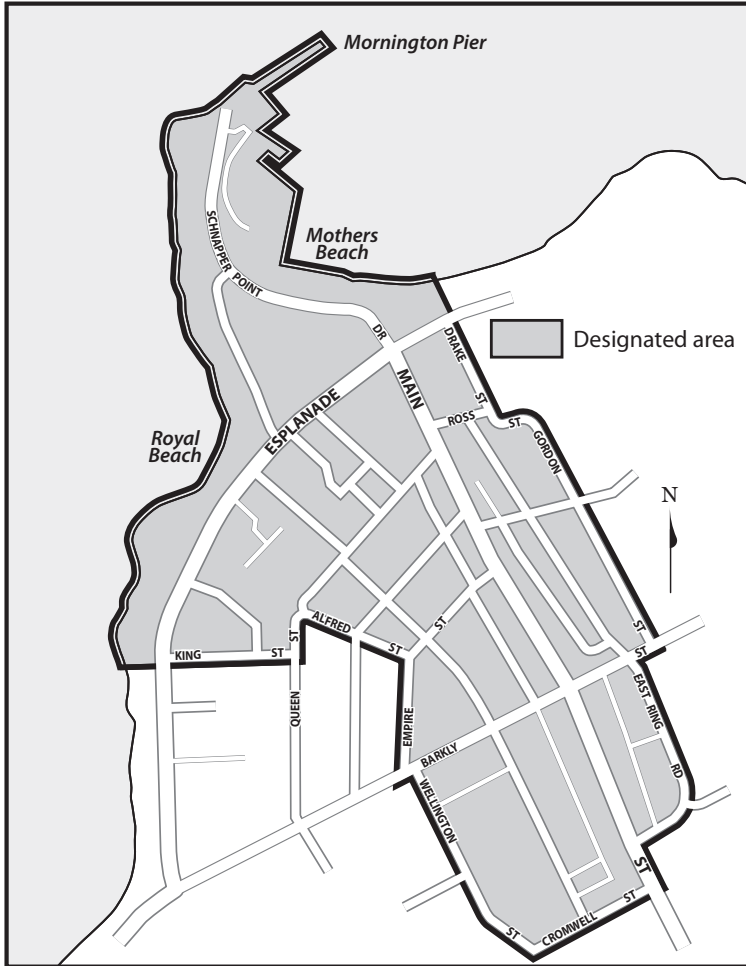 Mornington Pier
Mothers
Beach
SCHNAPPER
POINT
DR
Designated area
DRAKE
ST
MAIN
ESPLANADE
ROSS
ST
GORDON
ST
Royal
Beach
N
KING
ST
QUEEN
ST
ALFRED
ST
EMPIRE
ST
BARKLY
ST
EAST RING
RD
WELLINGTON
ST
CROMWELL
ST
ST